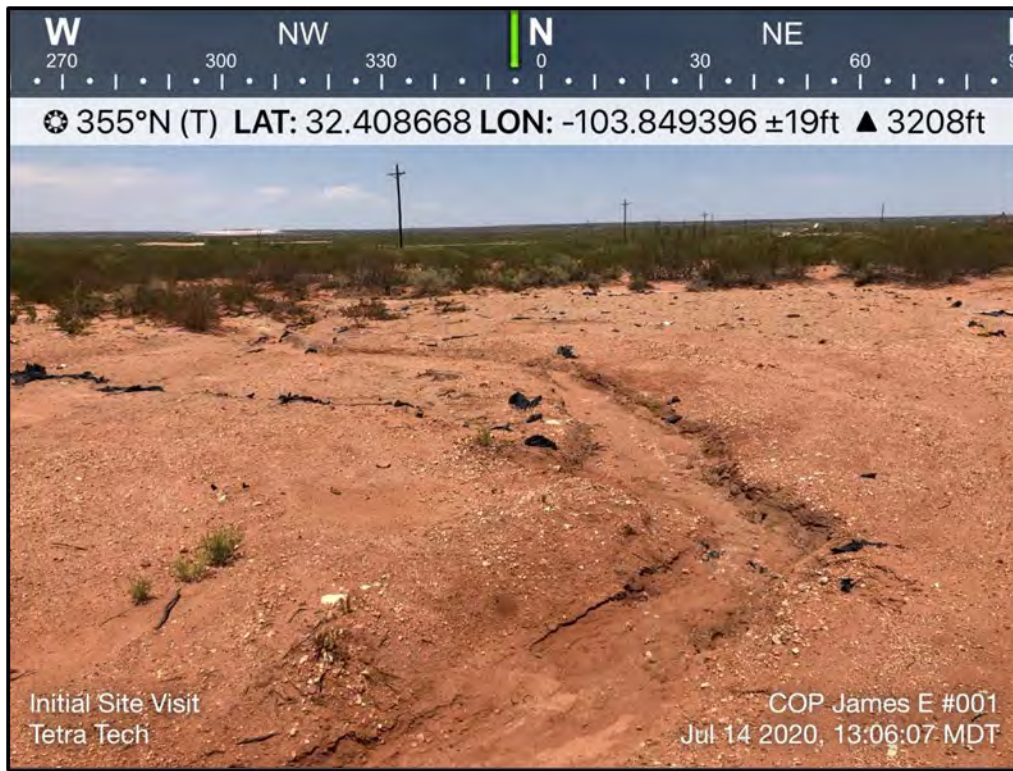 W NW N NE
270 300 330 0 30 60
355°N (T) LAT: 32.408668 LON: -103.849396 ±19ft ▲ 3208ft
Initial Site Visit
Tetra Tech
COP James E #001
Jul 14 2020, 13:06:07 MDT